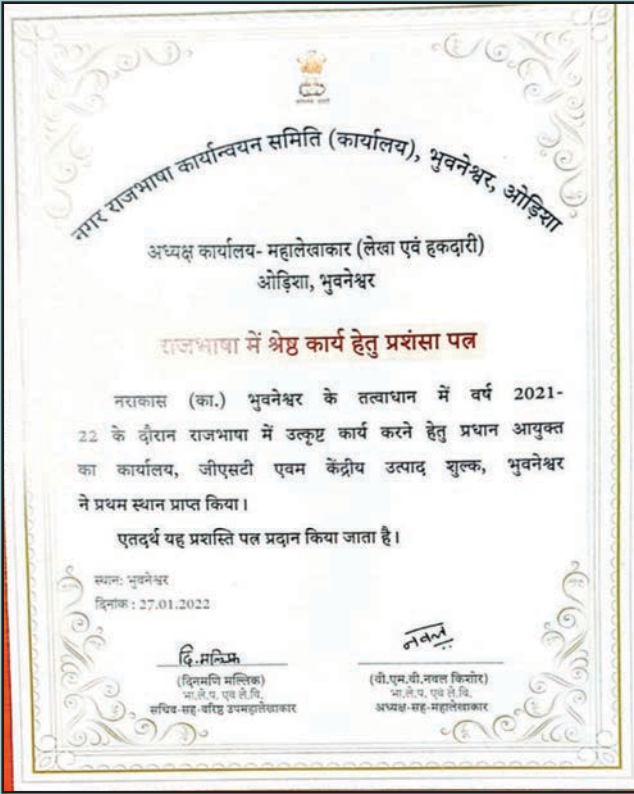 नगर राजभाषा कार्यान्वयन समिति (कार्यालय), भुवनेश्वर, ओड़िशा
अध्यक्ष कार्यालय- महालेखाकार (लेखा एवं हकदारी)
ओड़िशा, भुवनेश्वर
राजभाषा में श्रेष्ठ कार्य हेतु प्रशंसा पत्र
नराकास (का.) भुवनेश्वर के तत्वाधान में वर्ष 2021-
22 के दौरान राजभाषा में उत्कृष्ट कार्य करने हेतु प्रधान आयुक्त
का कार्यालय, जीएसटी एवम केंद्रीय उत्पाद शुल्क, भुवनेश्वर
ने प्रथम स्थान प्राप्त किया।
एतदर्थ यह प्रशस्ति पत्र प्रदान किया जाता है।
स्थान: भुवनेश्वर
दिनांक : 27.01.2022
दि.मल्लिक
नवल
(दिनमणि मल्लिक)
(वी.एम.वी.नवल किशोर)
भा.ले.प. एवं ले.वि.
भा.ले.प. एवं ले.वि.
सचिव-सह-वरिष्ठ उपमहालेखाकार
अध्यक्ष-सह-महालेखाकार